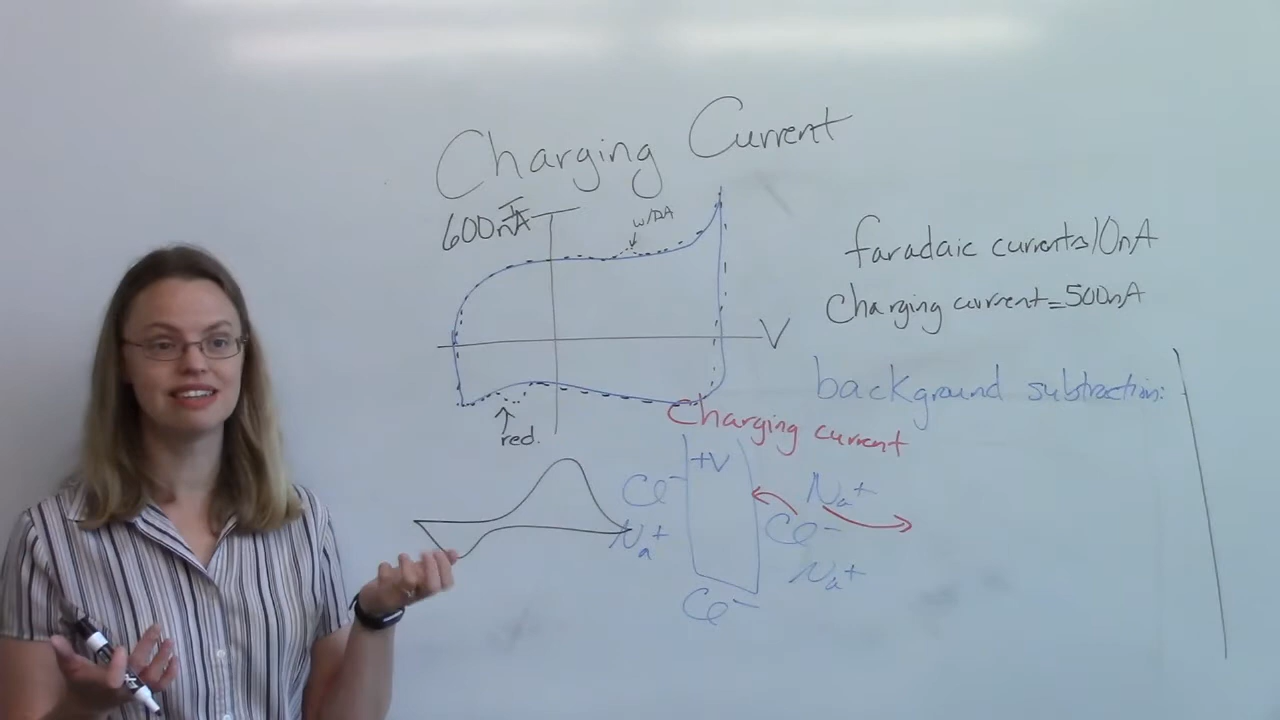 Charging Current
I
600nA
w/DA
V
faradaic currents 10nA
Charging current = 500nA
background subtraction:
red.
Charging current
+V
Cl-
Na+
Na+
Cl-
Na+
Cl-